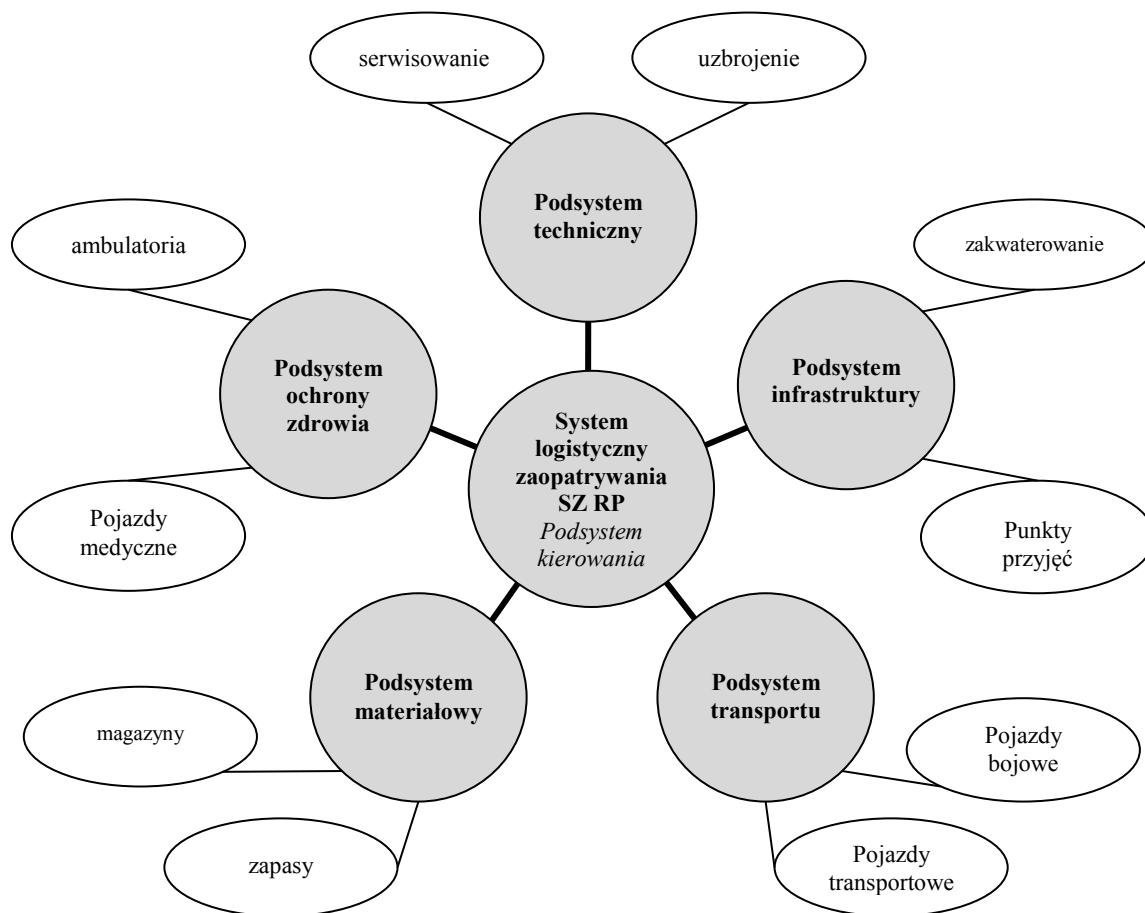 serwisowanie
uzbrojenie
Podsystem
techniczny
ambulatoria
zakwaterowanie
Podsystem
ochrony
zdrowia
Podsystem
infrastruktury
System
logistyczny
zaopatrywania
SZ RP
Podsystem
kierowania
Pojazdy
medyczne
Punkty
przyjęć
Podsystem
materiałowy
Podsystem
transportu
magazyny
Pojazdy
bojowe
zapasy
Pojazdy
transportowe